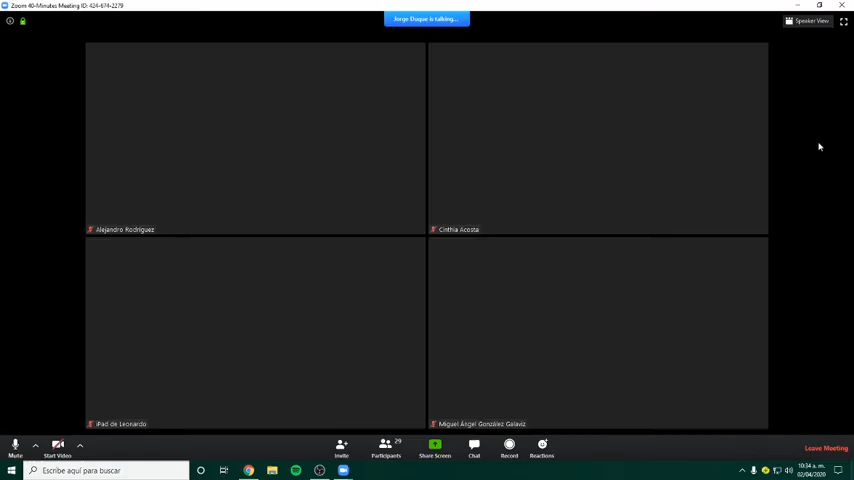 Zoom 40-Minutes Meeting ID: 424-674-2279
Jorge Duque is talking...
Speaker View
Alejandro Rodríguez
Cinthia Acosta
iPad de Leonardo
Miguel Ángel González Galaviz
Mute
Start Video
Invite
29
Participants
Share Screen
Chat
Record
Reactions
Leave Meeting
Escribe aquí para buscar
10:34 a. m.
02/04/2020